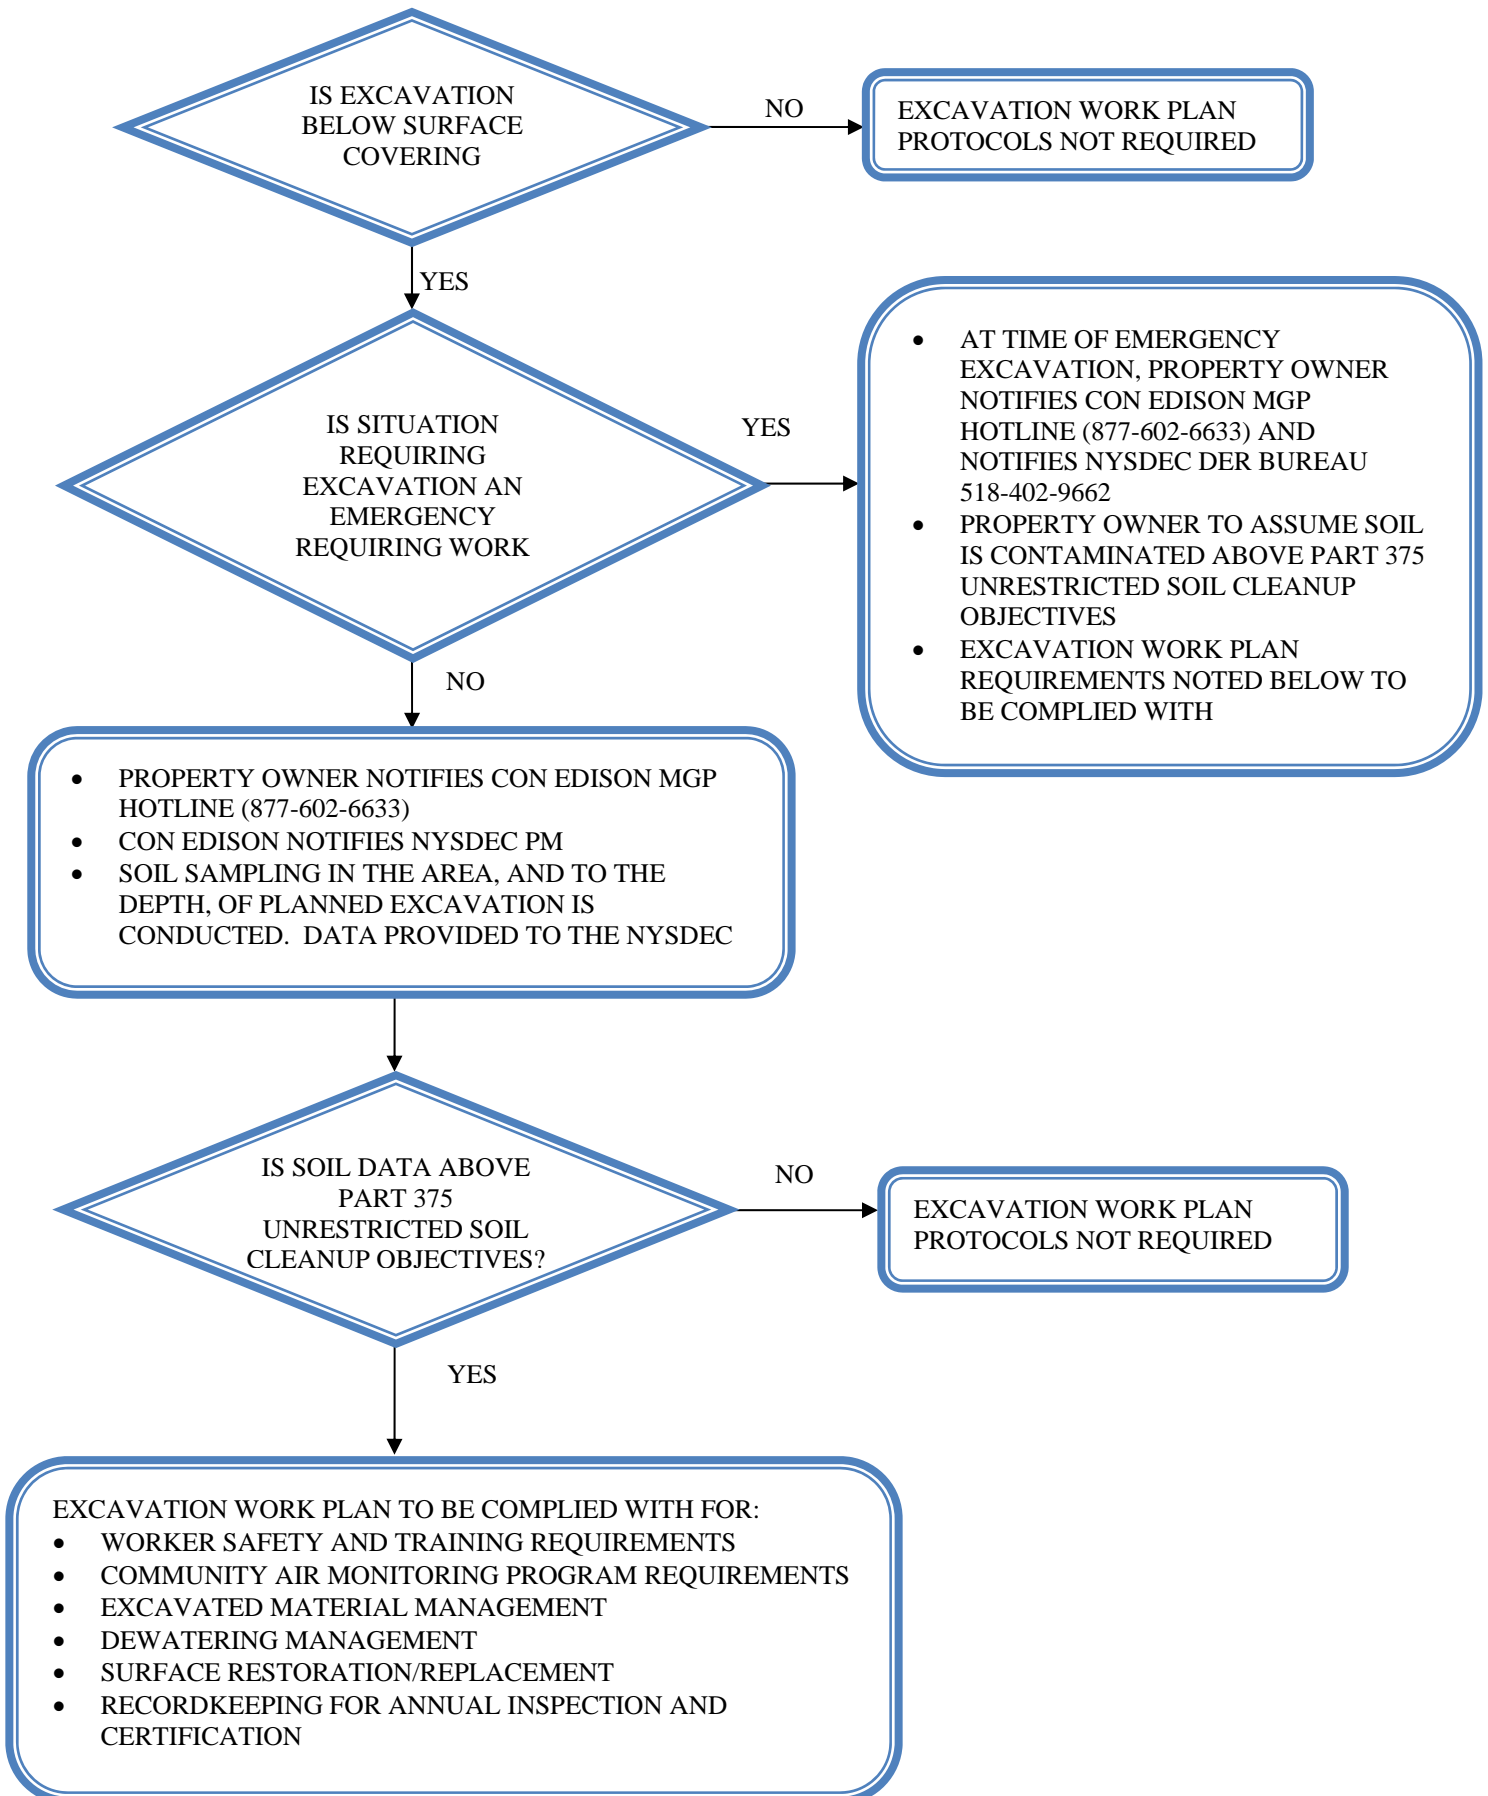 IS EXCAVATION
BELOW SURFACE
COVERING
NO
EXCAVATION WORK PLAN
PROTOCOLS NOT REQUIRED
YES
IS SITUATION
REQUIRING
EXCAVATION AN
EMERGENCY
REQUIRING WORK
YES
• AT TIME OF EMERGENCY
EXCAVATION, PROPERTY OWNER
NOTIFIES CON EDISON MGP
HOTLINE (877-602-6633) AND
NOTIFIES NYSDEC DER BUREAU
518-402-9662
• PROPERTY OWNER TO ASSUME SOIL
IS CONTAMINATED ABOVE PART 375
UNRESTRICTED SOIL CLEANUP
OBJECTIVES
• EXCAVATION WORK PLAN
REQUIREMENTS NOTED BELOW TO
BE COMPLIED WITH
NO
• PROPERTY OWNER NOTIFIES CON EDISON MGP
HOTLINE (877-602-6633)
• CON EDISON NOTIFIES NYSDEC PM
• SOIL SAMPLING IN THE AREA, AND TO THE
DEPTH, OF PLANNED EXCAVATION IS
CONDUCTED.  DATA PROVIDED TO THE NYSDEC
IS SOIL DATA ABOVE
PART 375
UNRESTRICTED SOIL
CLEANUP OBJECTIVES?
NO
EXCAVATION WORK PLAN
PROTOCOLS NOT REQUIRED
YES
EXCAVATION WORK PLAN TO BE COMPLIED WITH FOR:
• WORKER SAFETY AND TRAINING REQUIREMENTS
• COMMUNITY AIR MONITORING PROGRAM REQUIREMENTS
• EXCAVATED MATERIAL MANAGEMENT
• DEWATERING MANAGEMENT
• SURFACE RESTORATION/REPLACEMENT
• RECORDKEEPING FOR ANNUAL INSPECTION AND
CERTIFICATION